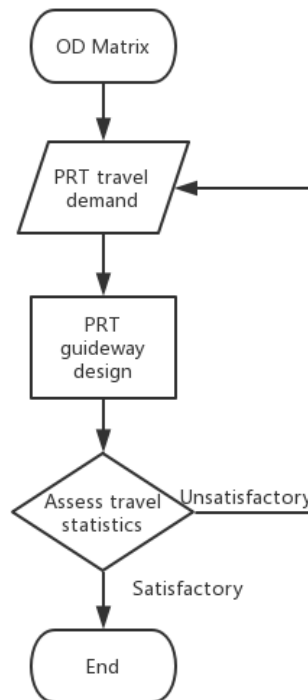 OD Matrix
PRT travel
demand
PRT
guideway
design
Assess travel
statistics
Unsatisfactory
Satisfactory
End